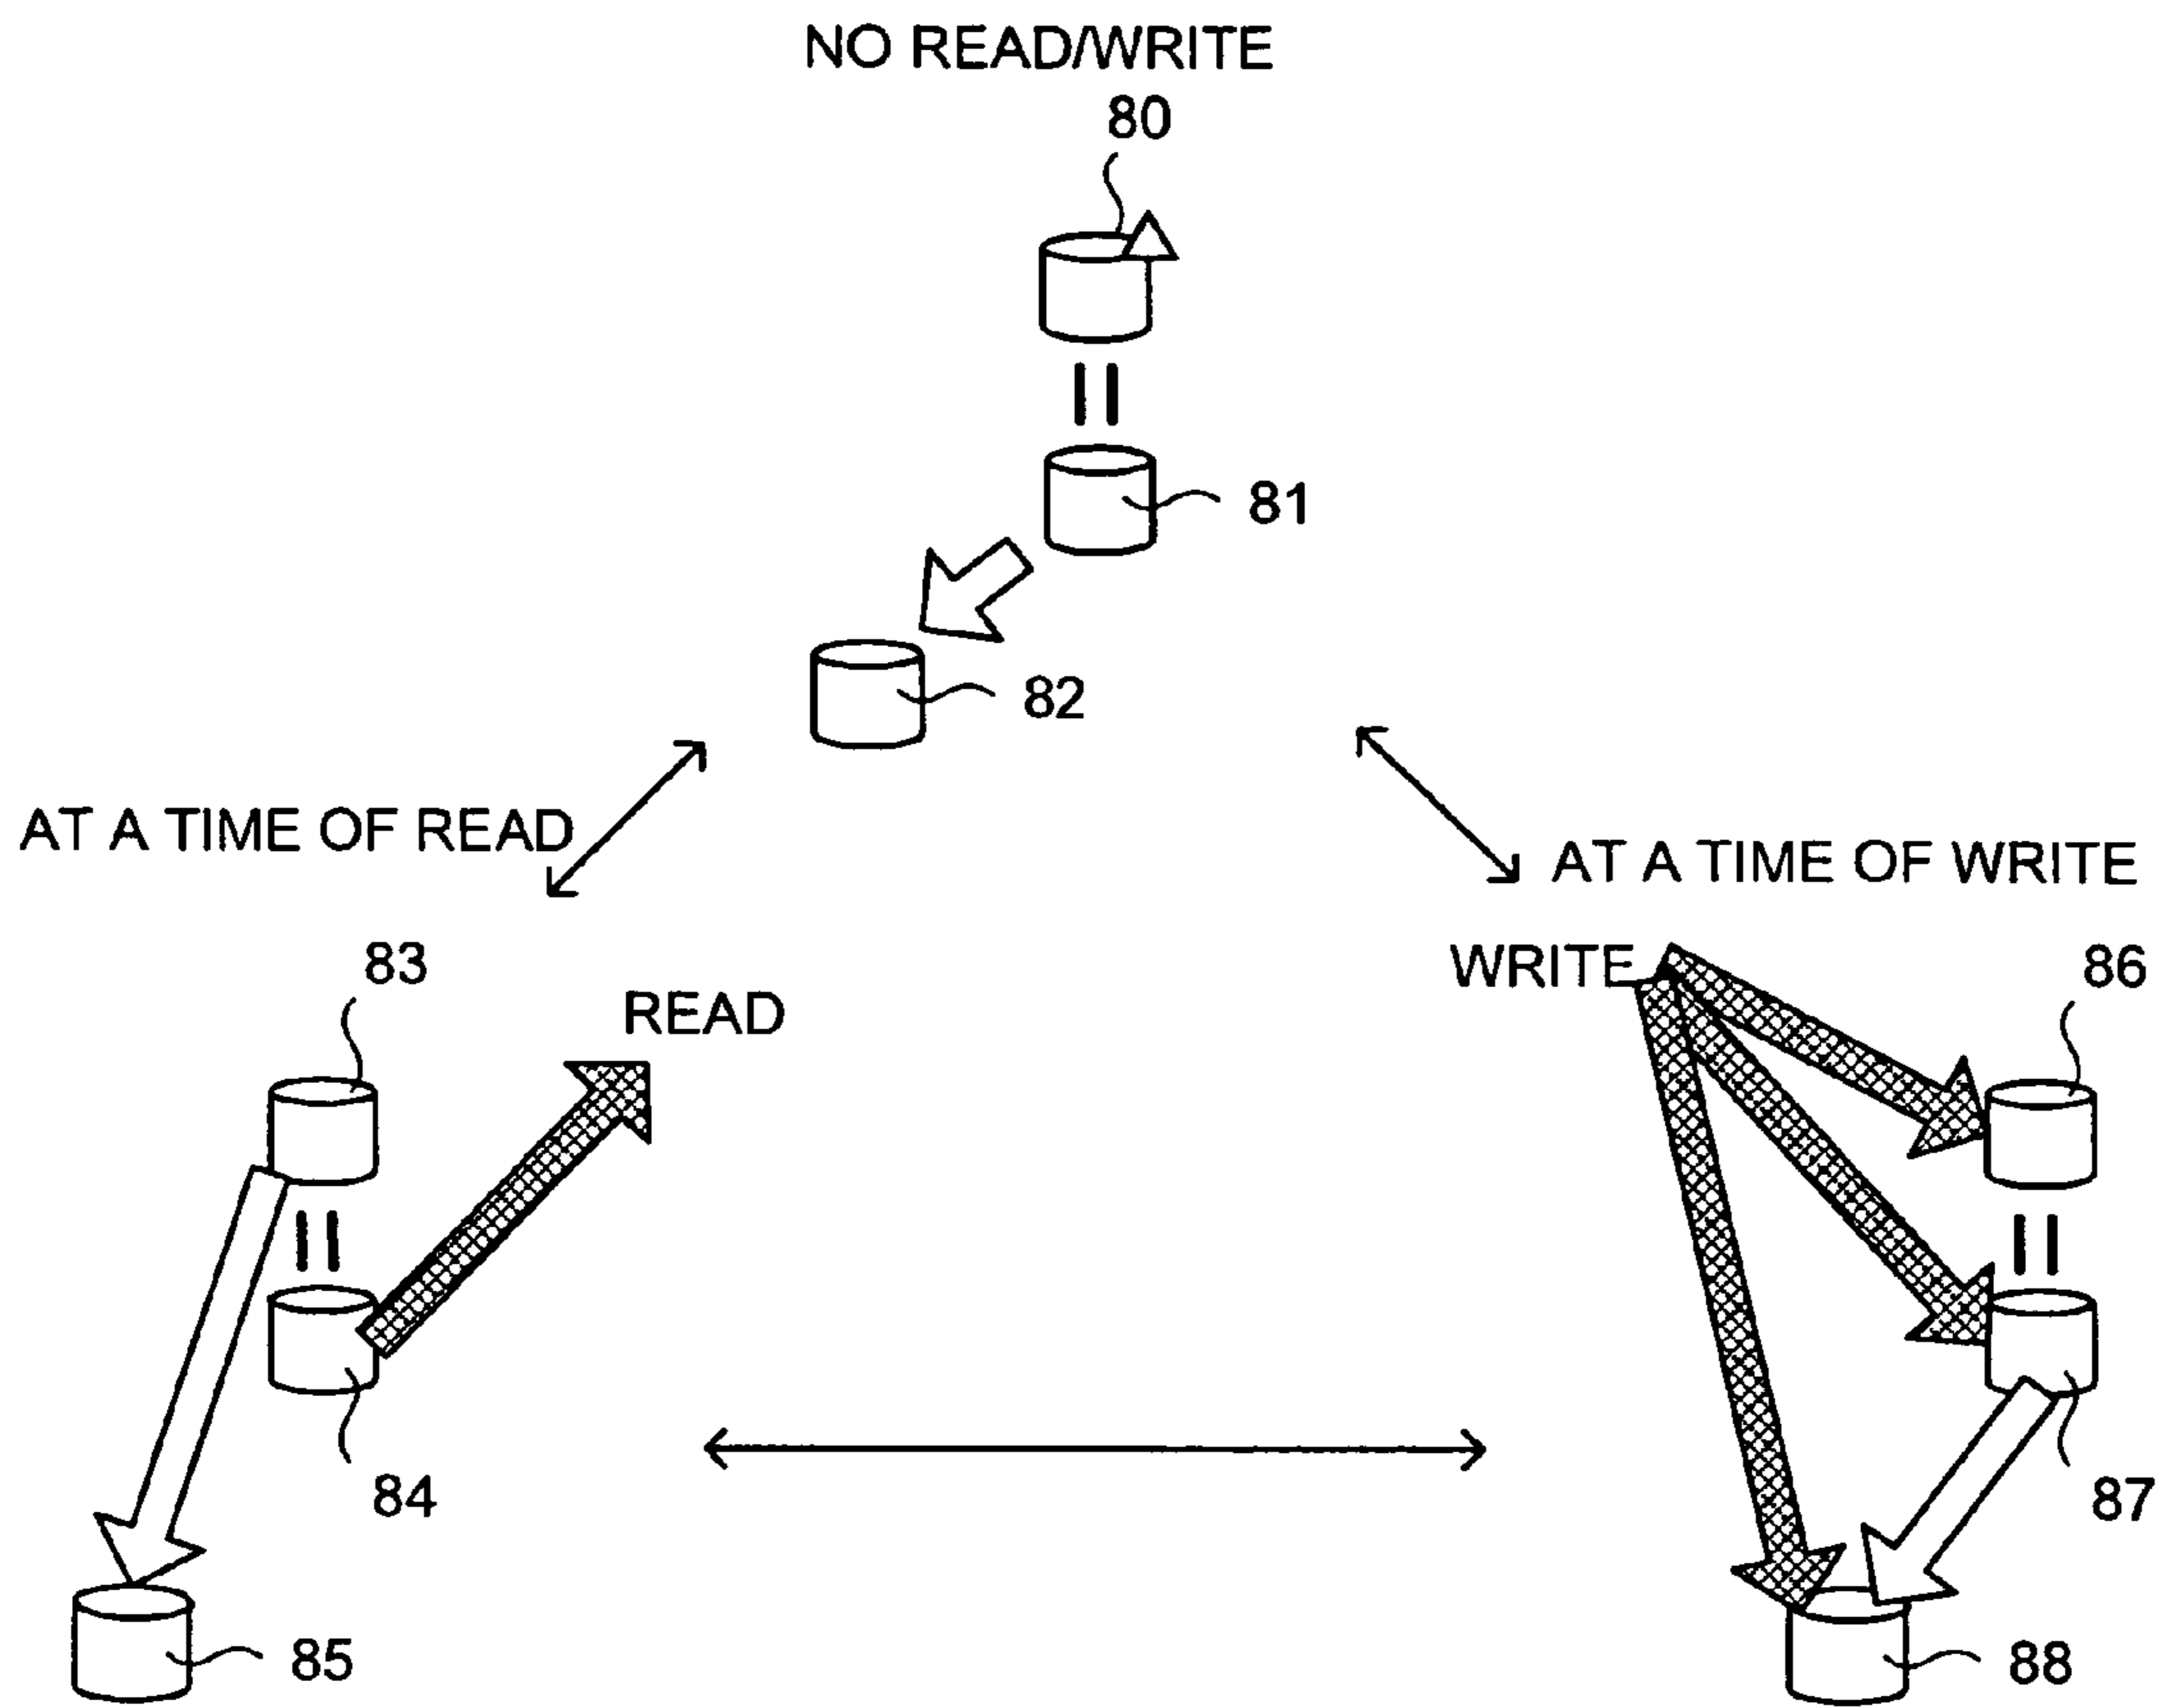 NO READ/WRITE
80
81
82
AT A TIME OF READ
AT A TIME OF WRITE
83
READ
WRITE
86
84
87
85
88